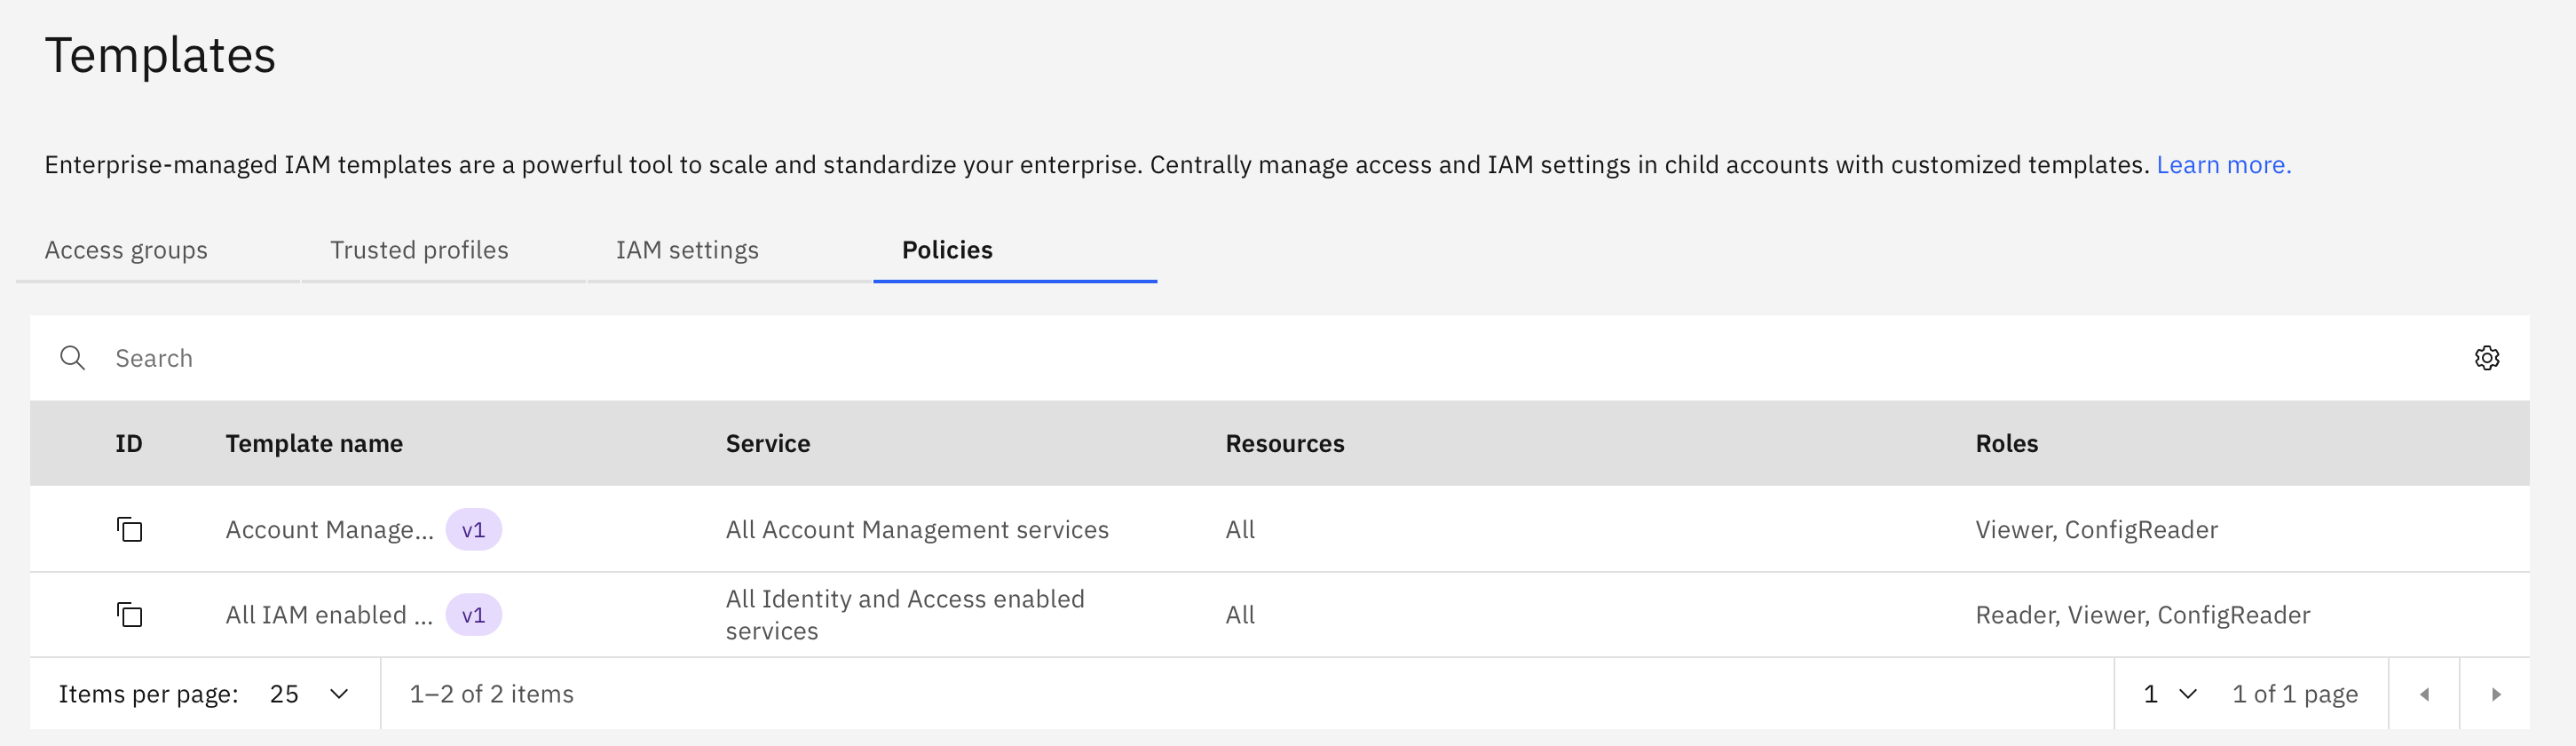 Templates
Enterprise-managed IAM templates are a powerful tool to scale and standardize your enterprise. Centrally manage access and IAM settings in child accounts with customized templates. Learn more.
Access groups Trusted profiles IAM settings Policies
Search
ID Template name Service Resources Roles
Account Manage... v1 All Account Management services All Viewer, ConfigReader
All IAM enabled ... v1 All Identity and Access enabled
services All Reader, Viewer, ConfigReader
Items per page: 25 1–2 of 2 items 1 1 of 1 page